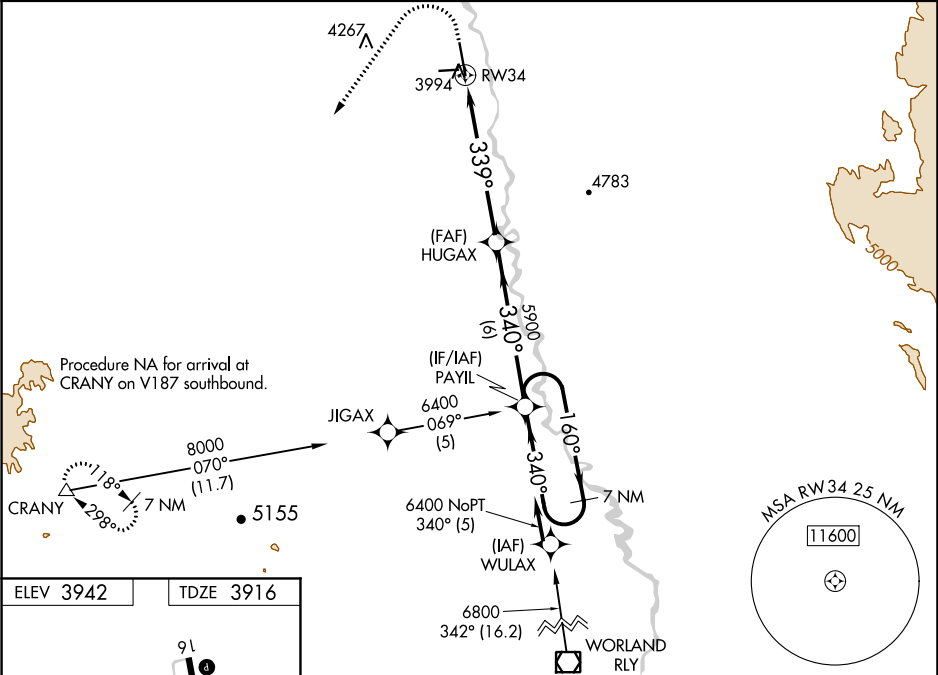 4267
3994
RW34
339°
4783
(FAF)
HUGAX
5000
5900
340°
(6)
(IF/IAF)
PAYIL
Procedure NA for arrival at
CRANY on V187 southbound.
JIGAX
6400
069°
(5)
8000
070°
(11.7)
160°
340°
118°
298°
7 NM
CRANY
5155
7 NM
6400 NoPT
340° (5)
(IAF)
WULAX
MSA RW34 25 NM
11600
ELEV 3942
TDZE 3916
6800
342° (16.2)
WORLAND
RLY
16
P